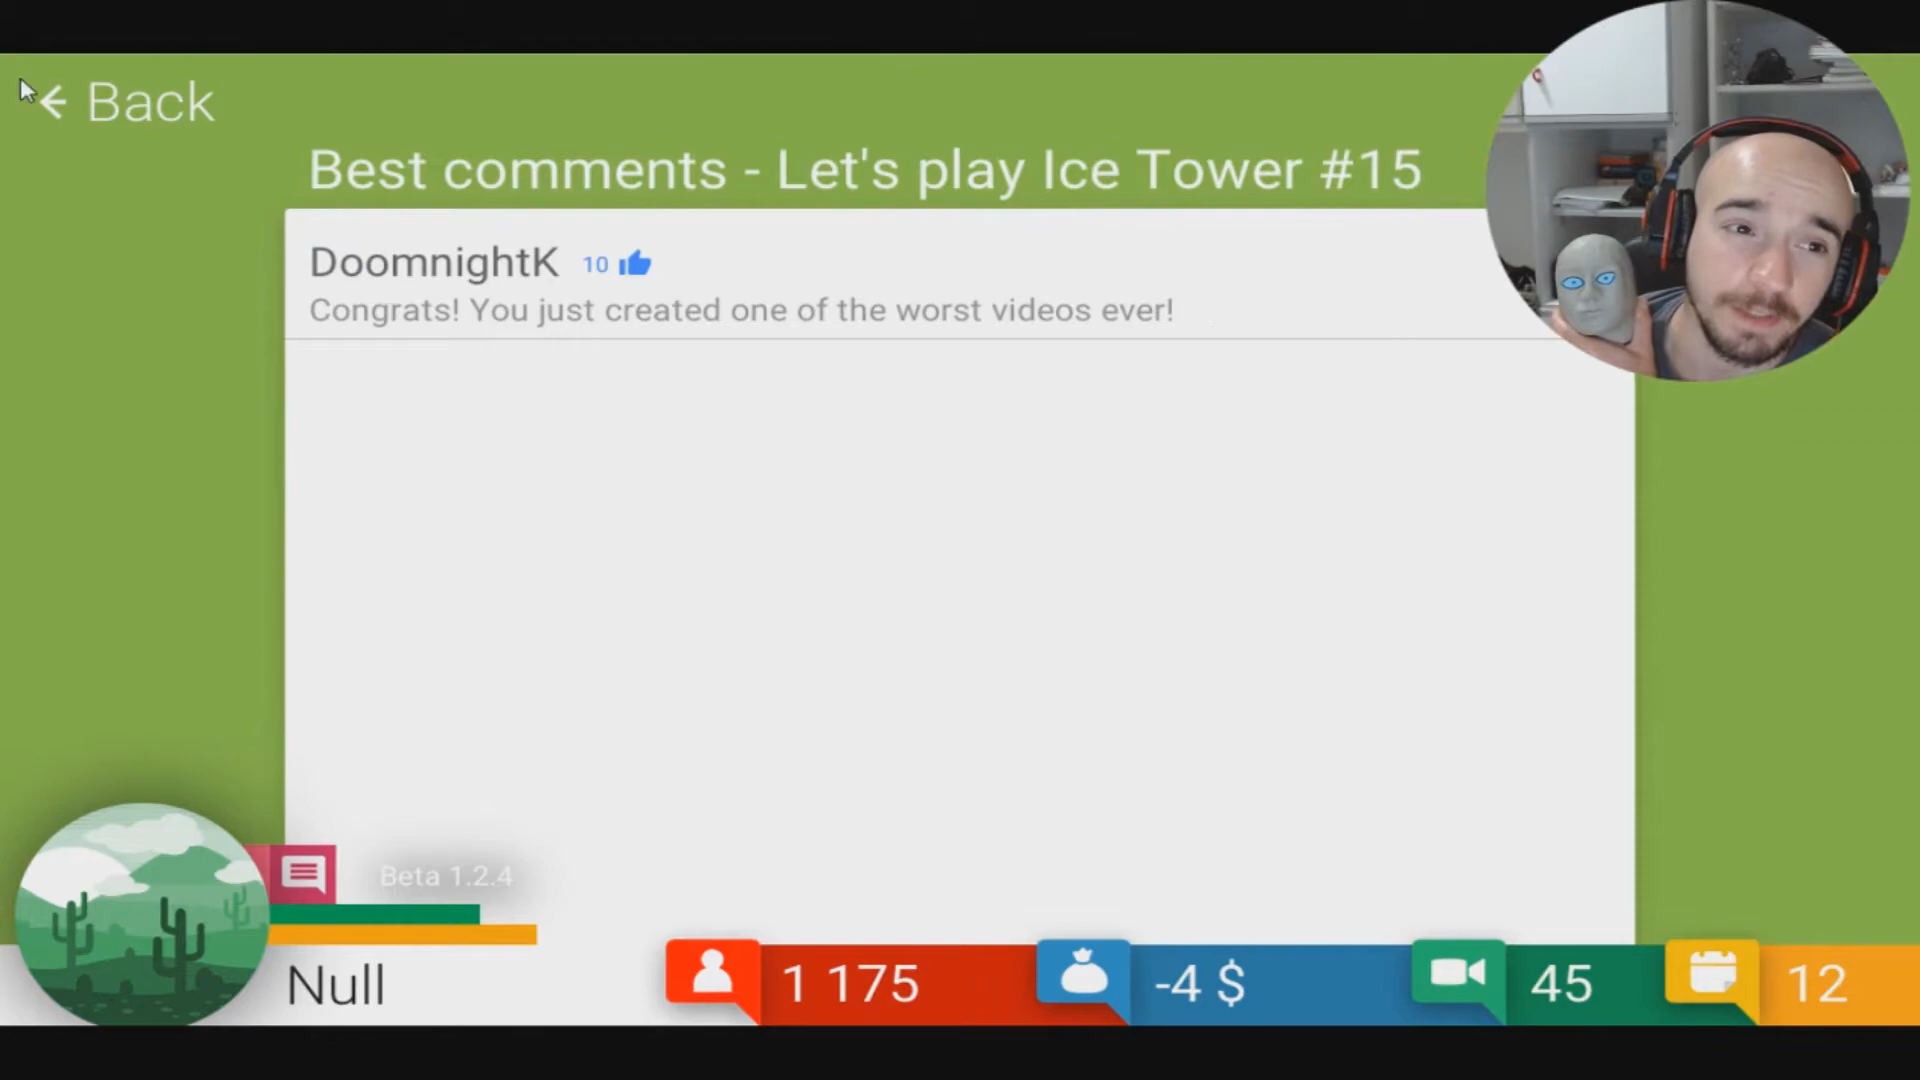 Back
Best comments - Let's play Ice Tower #15
DoomnightK 10
Congrats! You just created one of the worst videos ever!
Beta 1.2.4
Null
1 175
-4 $
45
12